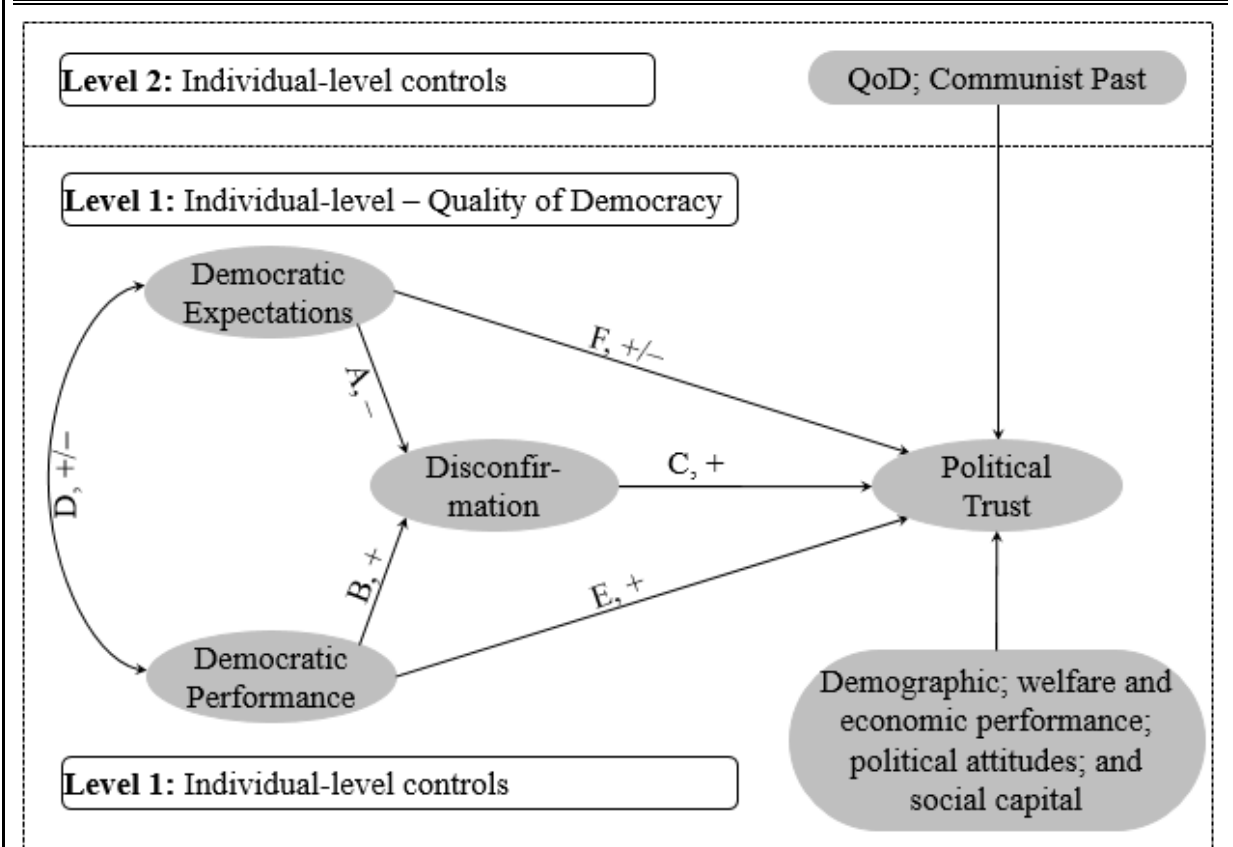 Level 2: Individual-level controls
QoD; Communist Past
Level 1: Individual-level – Quality of Democracy
Democratic
Expectations
F, +/–
A, –
D, +/–
Disconfir-
mation
C, +
Political
Trust
B, +
E, +
Democratic
Performance
Demographic; welfare and
economic performance;
political attitudes; and
social capital
Level 1: Individual-level controls